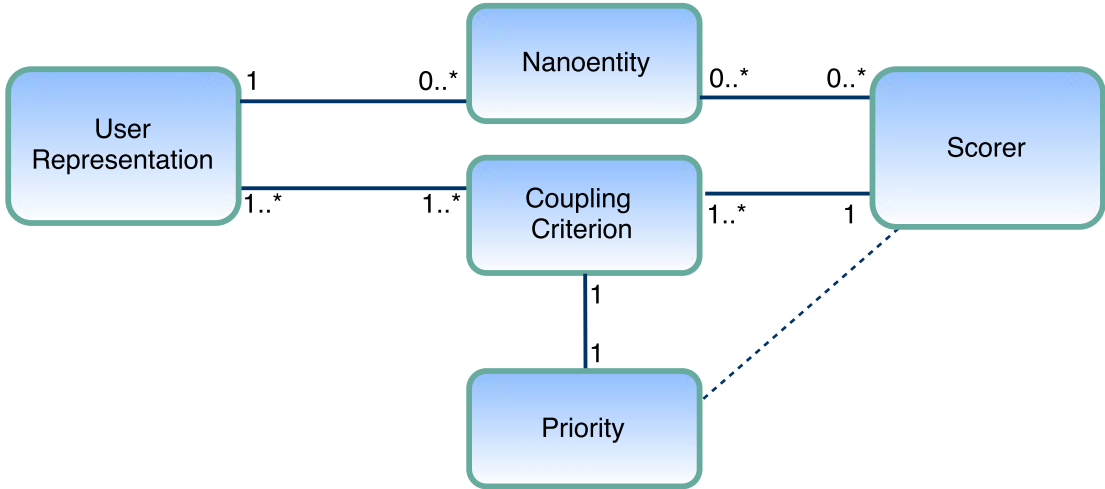 Nanoentity
1
0..*
0..*
0..*
User
Representation
Scorer
1..*
1..*
Coupling
Criterion
1..*
1
1
1
Priority